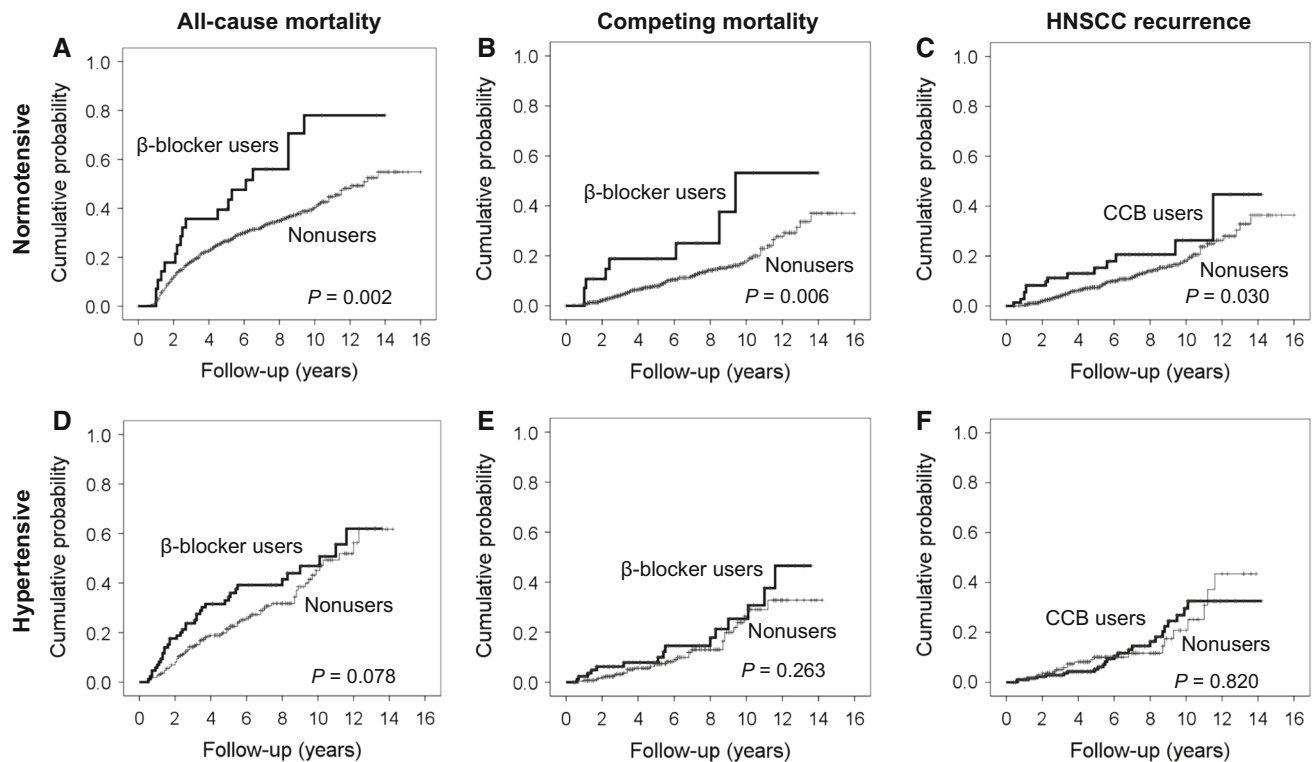 All-cause mortality
Competing mortality
HNSCC recurrence
Normotensive
A
Cumulative probability
1.0
0.8
0.6
0.4
0.2
0.0
β-blocker users
Nonusers
P = 0.002
0 2 4 6 8 10 12 14 16
Follow-up (years)
B
Cumulative probability
1.0
0.8
0.6
0.4
0.2
0.0
β-blocker users
Nonusers
P = 0.006
0 2 4 6 8 10 12 14 16
Follow-up (years)
C
Cumulative probability
1.0
0.8
0.6
0.4
0.2
0.0
CCB users
Nonusers
P = 0.030
0 2 4 6 8 10 12 14 16
Follow-up (years)
Hypertensive
D
Cumulative probability
1.0
0.8
0.6
0.4
0.2
0.0
β-blocker users
Nonusers
P = 0.078
0 2 4 6 8 10 12 14 16
Follow-up (years)
E
Cumulative probability
1.0
0.8
0.6
0.4
0.2
0.0
β-blocker users
Nonusers
P = 0.263
0 2 4 6 8 10 12 14 16
Follow-up (years)
F
Cumulative probability
1.0
0.8
0.6
0.4
0.2
0.0
CCB users
Nonusers
P = 0.820
0 2 4 6 8 10 12 14 16
Follow-up (years)